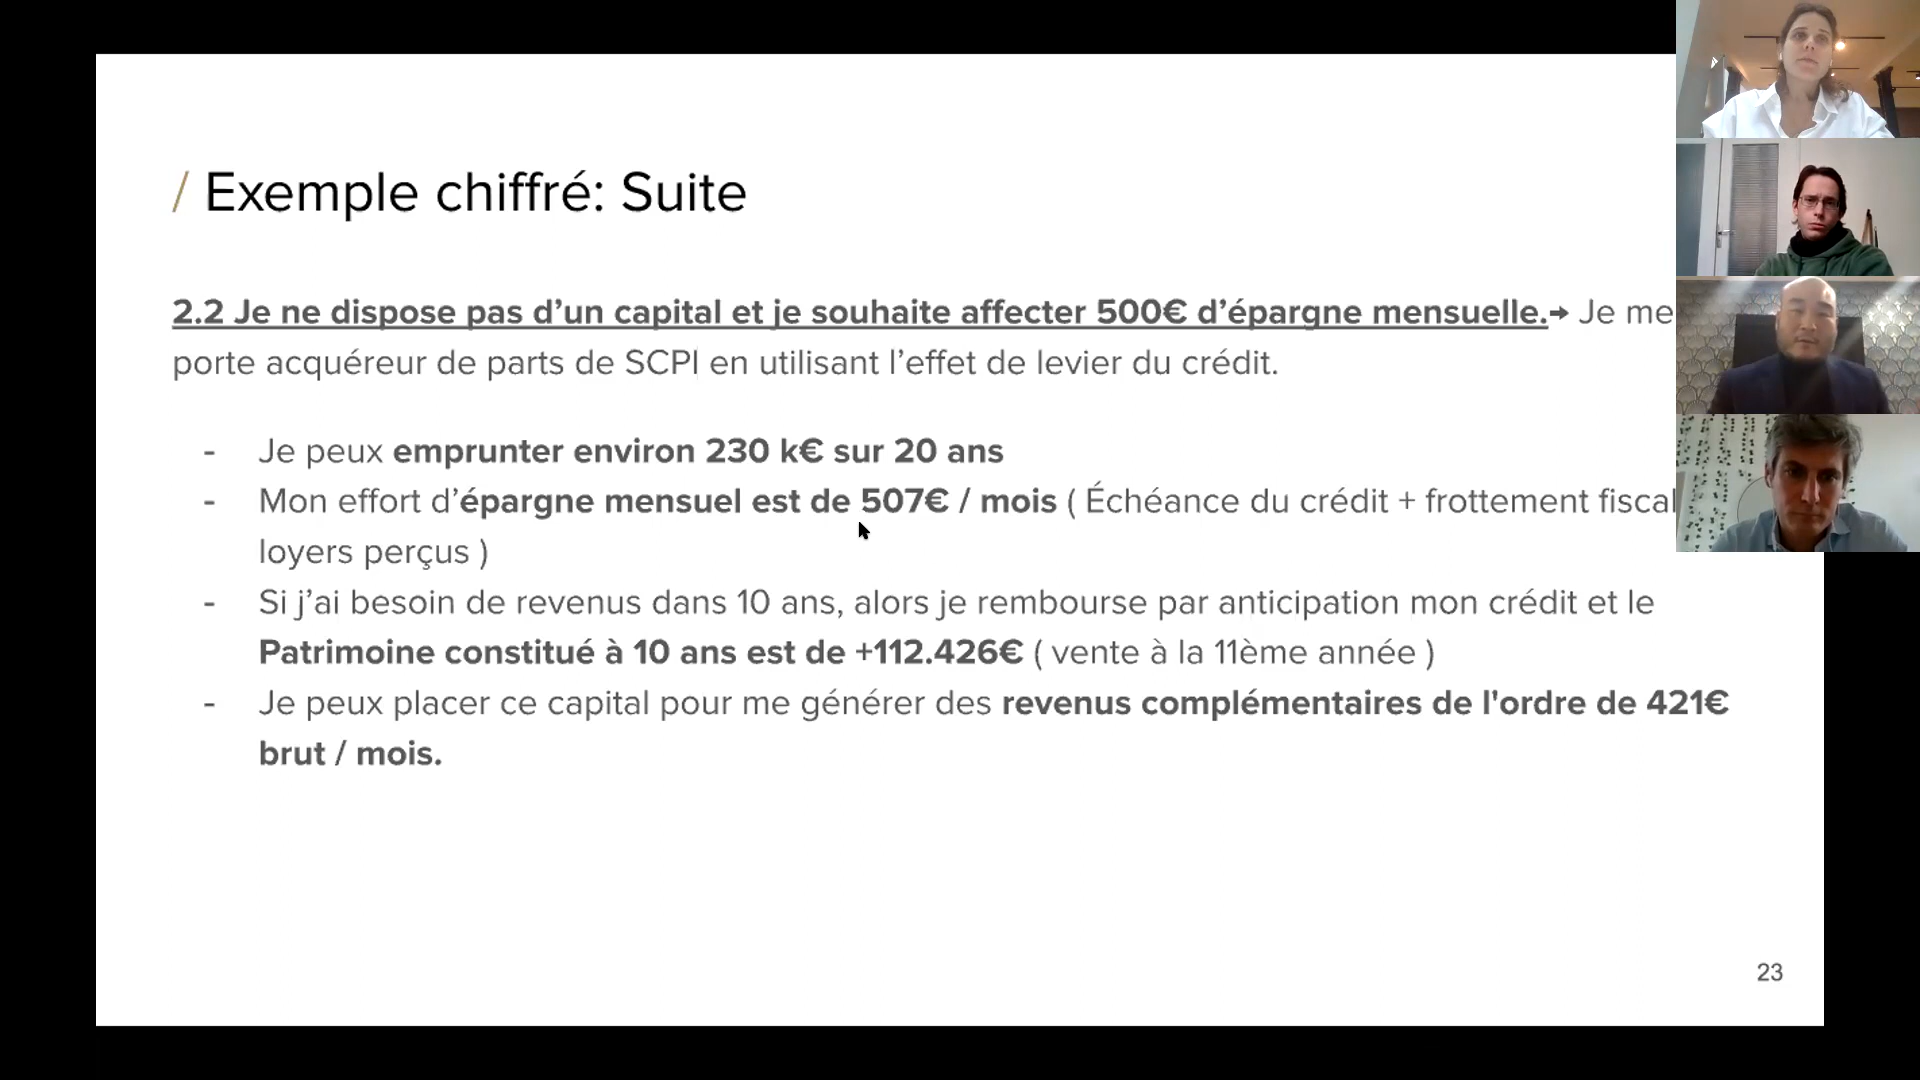 / Exemple chiffré: Suite
2.2 Je ne dispose pas d’un capital et je souhaite affecter 500€ d’épargne mensuelle.→ Je me
porte acquéreur de parts de SCPI en utilisant l’effet de levier du crédit.
- Je peux emprunter environ 230 k€ sur 20 ans
- Mon effort d’épargne mensuel est de 507€ / mois ( Échéance du crédit + frottement fiscal
loyers perçus )
- Si j’ai besoin de revenus dans 10 ans, alors je rembourse par anticipation mon crédit et le
Patrimoine constitué à 10 ans est de +112.426€ ( vente à la 11ème année )
- Je peux placer ce capital pour me générer des revenus complémentaires de l'ordre de 421€
brut / mois.
23